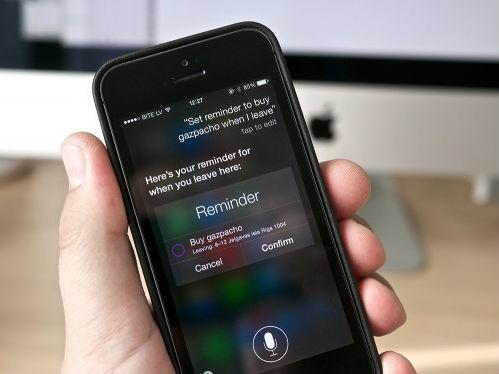 BITE LV 12:27 85%
"Set reminder to buy
gazpacho when I leave"
tap to edit
Here's your reminder for
when you leave here:
Reminder
Buy gazpacho
Leaving: 8–12 Jelgavas iela Riga 1004
Cancel Confirm